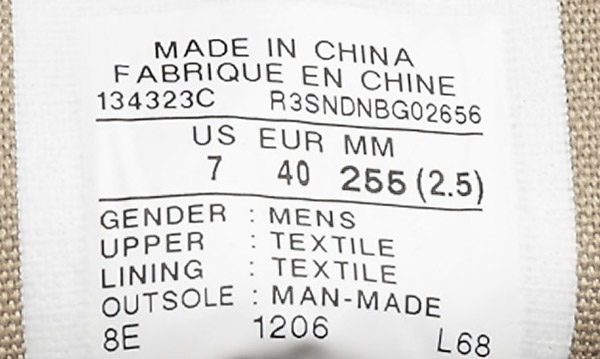 MADE IN CHINA
FABRIQUE EN CHINE
134323C R3SNDNBG02656
US EUR MM
7 40 255 (2.5)
GENDER : MENS
UPPER : TEXTILE
LINING : TEXTILE
OUTSOLE : MAN-MADE
8E 1206 L68